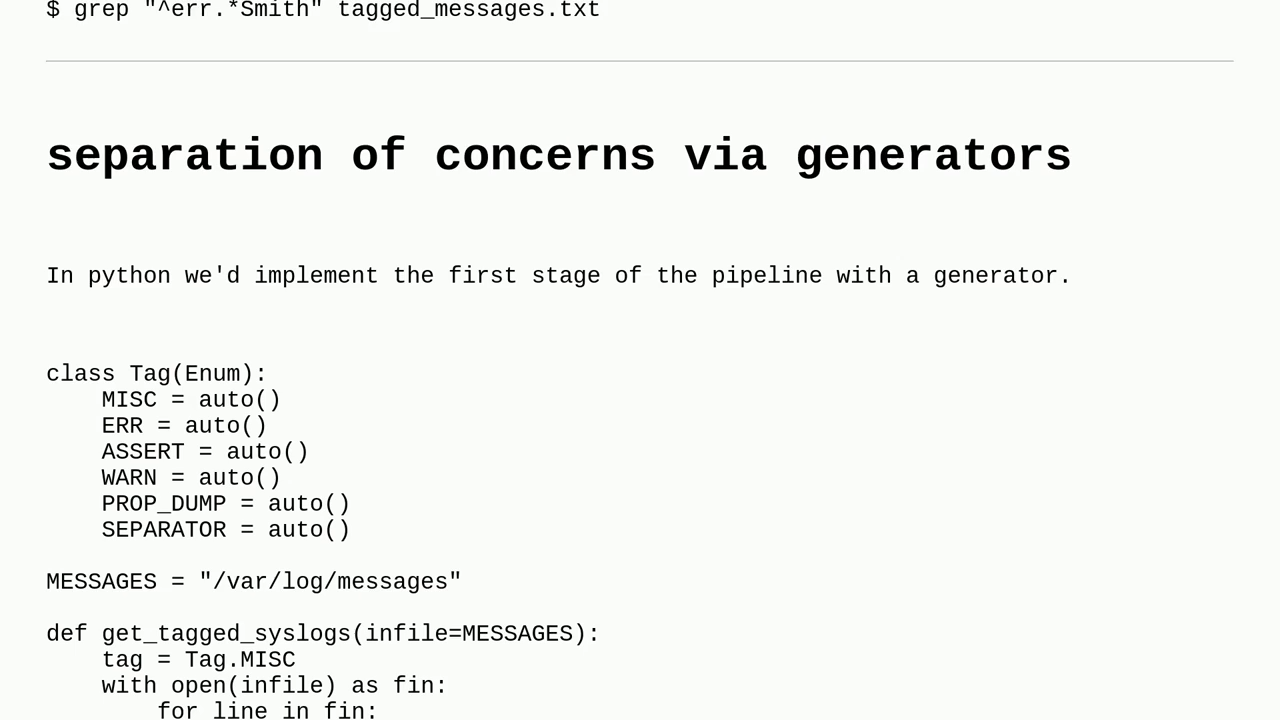 $ grep "^err.*Smith" tagged_messages.txt
separation of concerns via generators
In python we'd implement the first stage of the pipeline with a generator.
class Tag(Enum):
    MISC = auto()
    ERR = auto()
    ASSERT = auto()
    WARN = auto()
    PROP_DUMP = auto()
    SEPARATOR = auto()
MESSAGES = "/var/log/messages"
def get_tagged_syslogs(infile=MESSAGES):
    tag = Tag.MISC
    with open(infile) as fin:
        for line in fin: